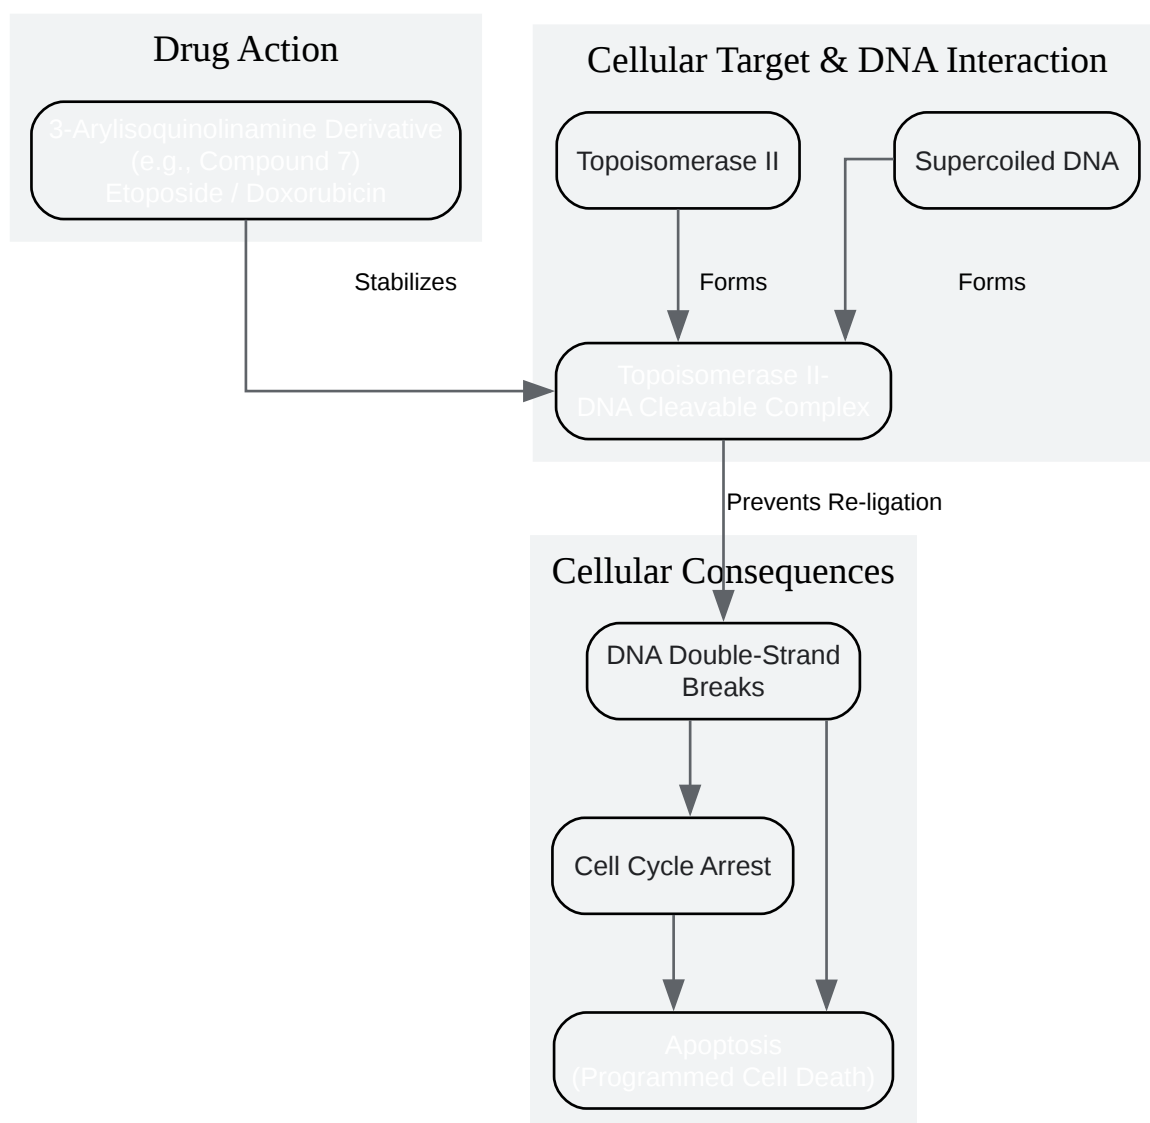 Drug Action
3-Arylisoquinolinamine Derivative
(e.g., Compound 7)
Etoposide / Doxorubicin
Cellular Target & DNA Interaction
Topoisomerase II
Supercoiled DNA
Stabilizes
Forms
Forms
Topoisomerase II-
DNA Cleavable Complex
Prevents Re-ligation
Cellular Consequences
DNA Double-Strand
Breaks
Cell Cycle Arrest
Apoptosis
(Programmed Cell Death)